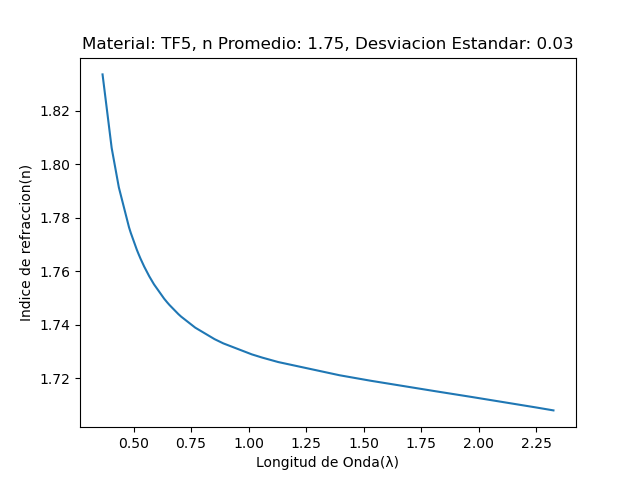 Material: TF5, n Promedio: 1.75, Desviacion Estandar: 0.03
Indice de refraccion(n)
1.82
1.80
1.78
1.76
1.74
1.72
0.50 0.75 1.00 1.25 1.50 1.75 2.00 2.25
Longitud de Onda(λ)